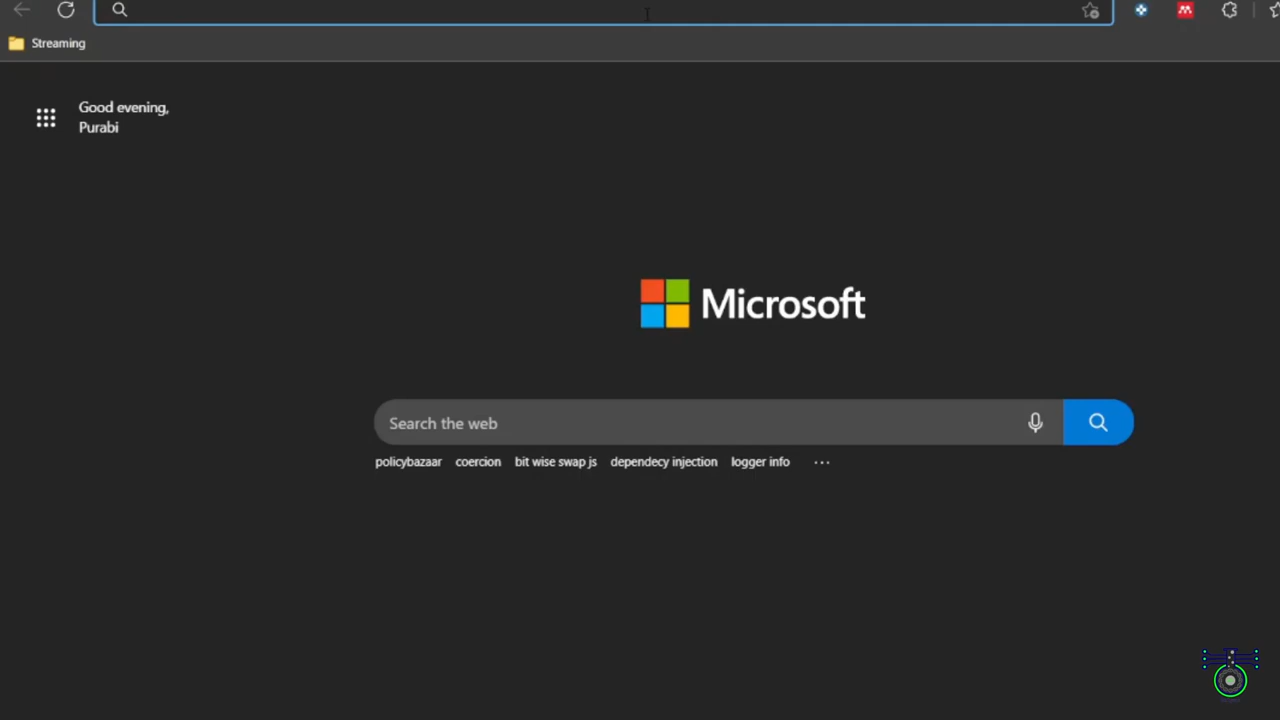 Streaming
Good evening,
Purabi
Microsoft
Search the web
policybazaar coercion bit wise swap js dependecy injection logger info ...